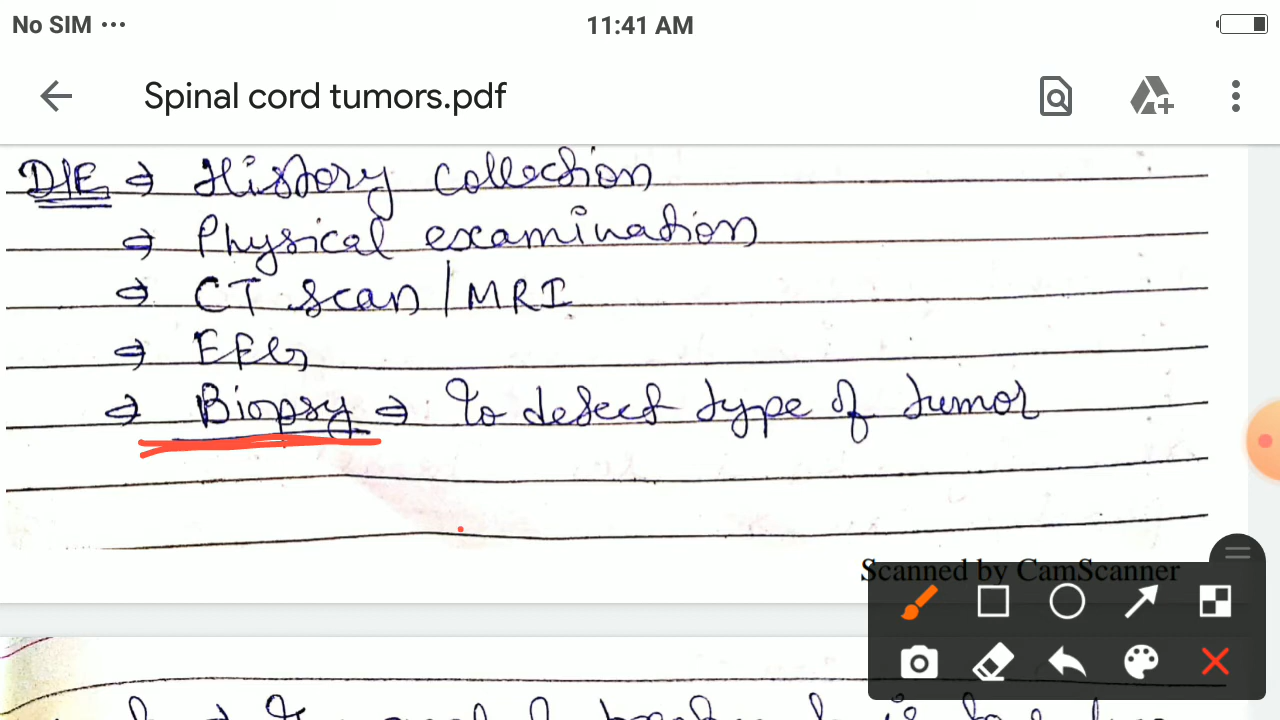 No SIM ···
11:41 AM
Spinal cord tumors.pdf
D/E ⇒ History collection
⇒ Physical examination
⇒ CT scan / MRI
⇒
⇒ Biopsy ⇒ To detect type of tumor
Scanned by CamScanner